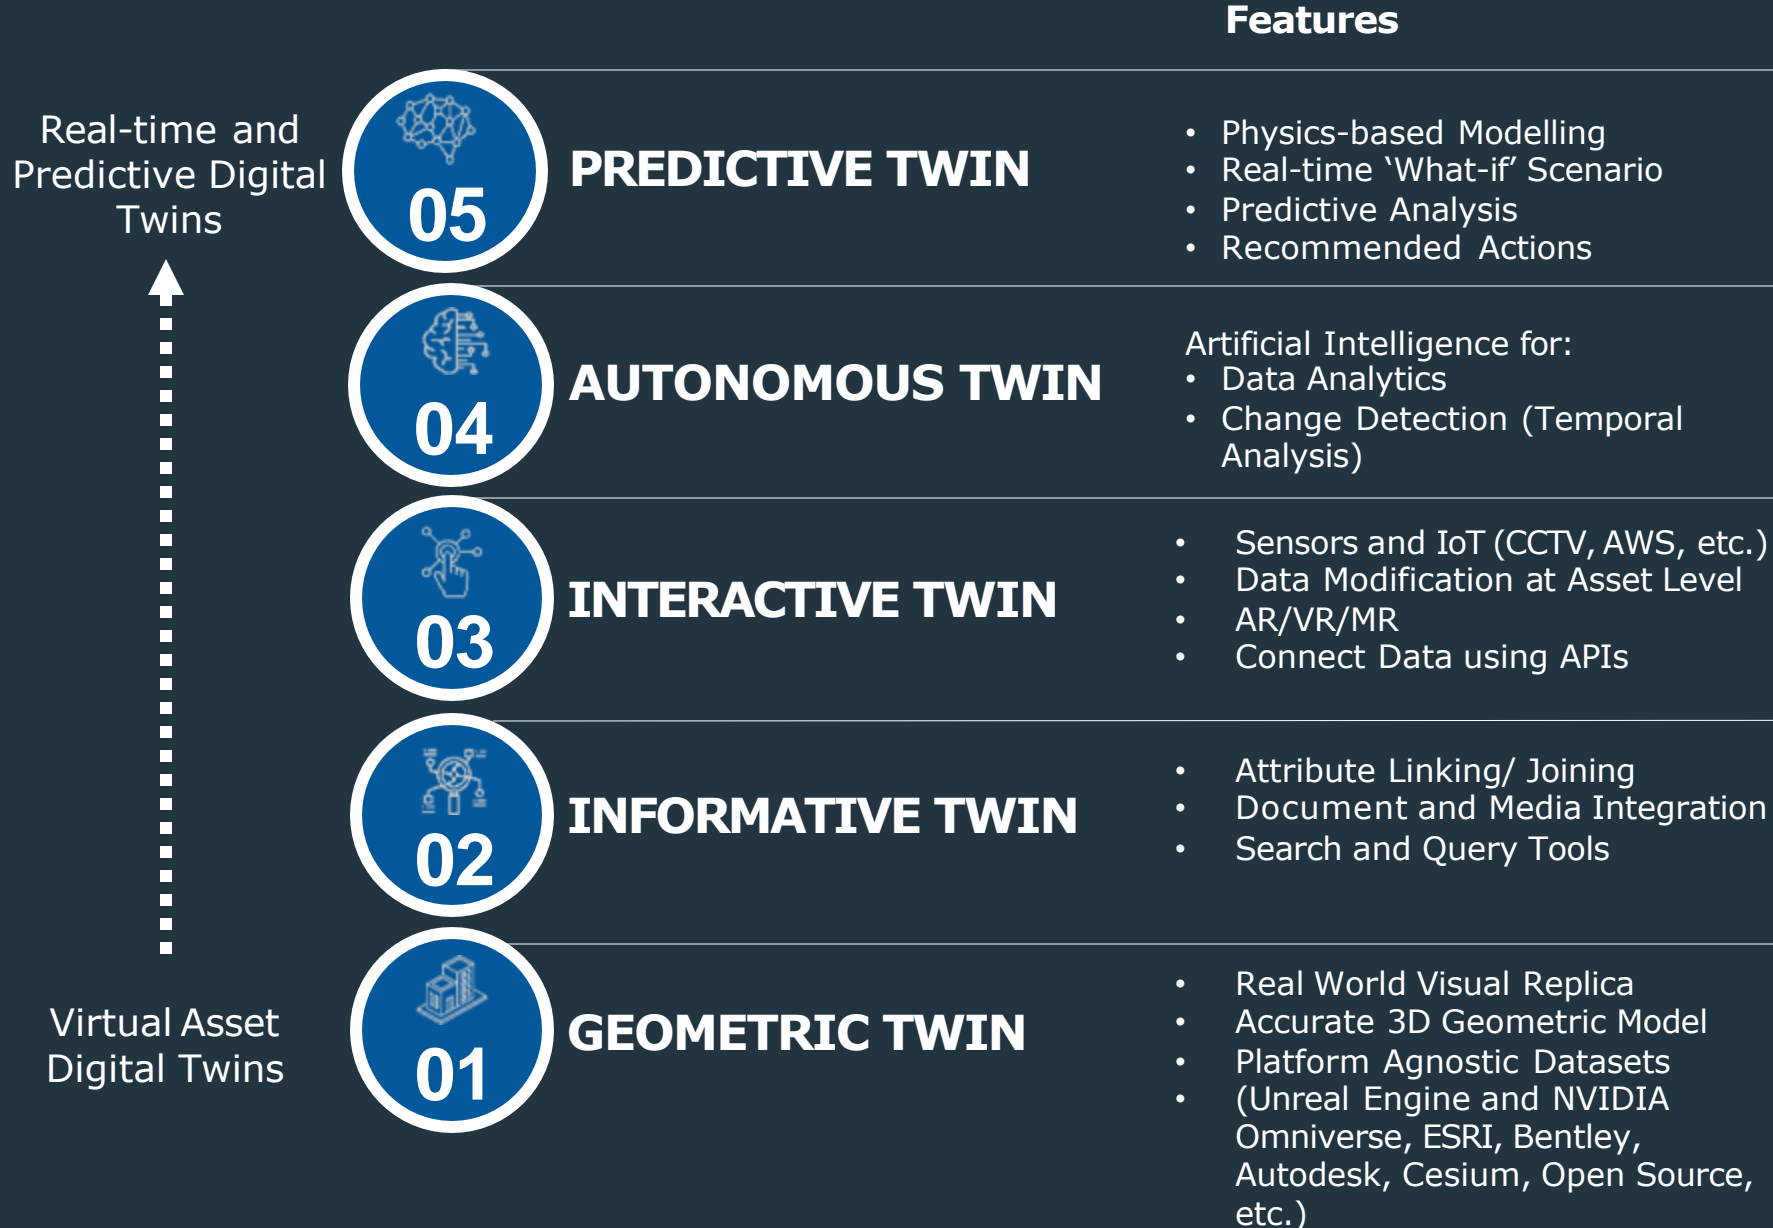 Features
Real-time and
Predictive Digital
Twins
05
PREDICTIVE TWIN
• Physics-based Modelling
• Real-time ‘What-if’ Scenario
• Predictive Analysis
• Recommended Actions
04
AUTONOMOUS TWIN
Artificial Intelligence for:
• Data Analytics
• Change Detection (Temporal
Analysis)
03
INTERACTIVE TWIN
• Sensors and IoT (CCTV, AWS, etc.)
• Data Modification at Asset Level
• AR/VR/MR
• Connect Data using APIs
02
INFORMATIVE TWIN
• Attribute Linking/ Joining
• Document and Media Integration
• Search and Query Tools
Virtual Asset
Digital Twins
01
GEOMETRIC TWIN
• Real World Visual Replica
• Accurate 3D Geometric Model
• Platform Agnostic Datasets
• (Unreal Engine and NVIDIA
Omniverse, ESRI, Bentley,
Autodesk, Cesium, Open Source,
etc.)